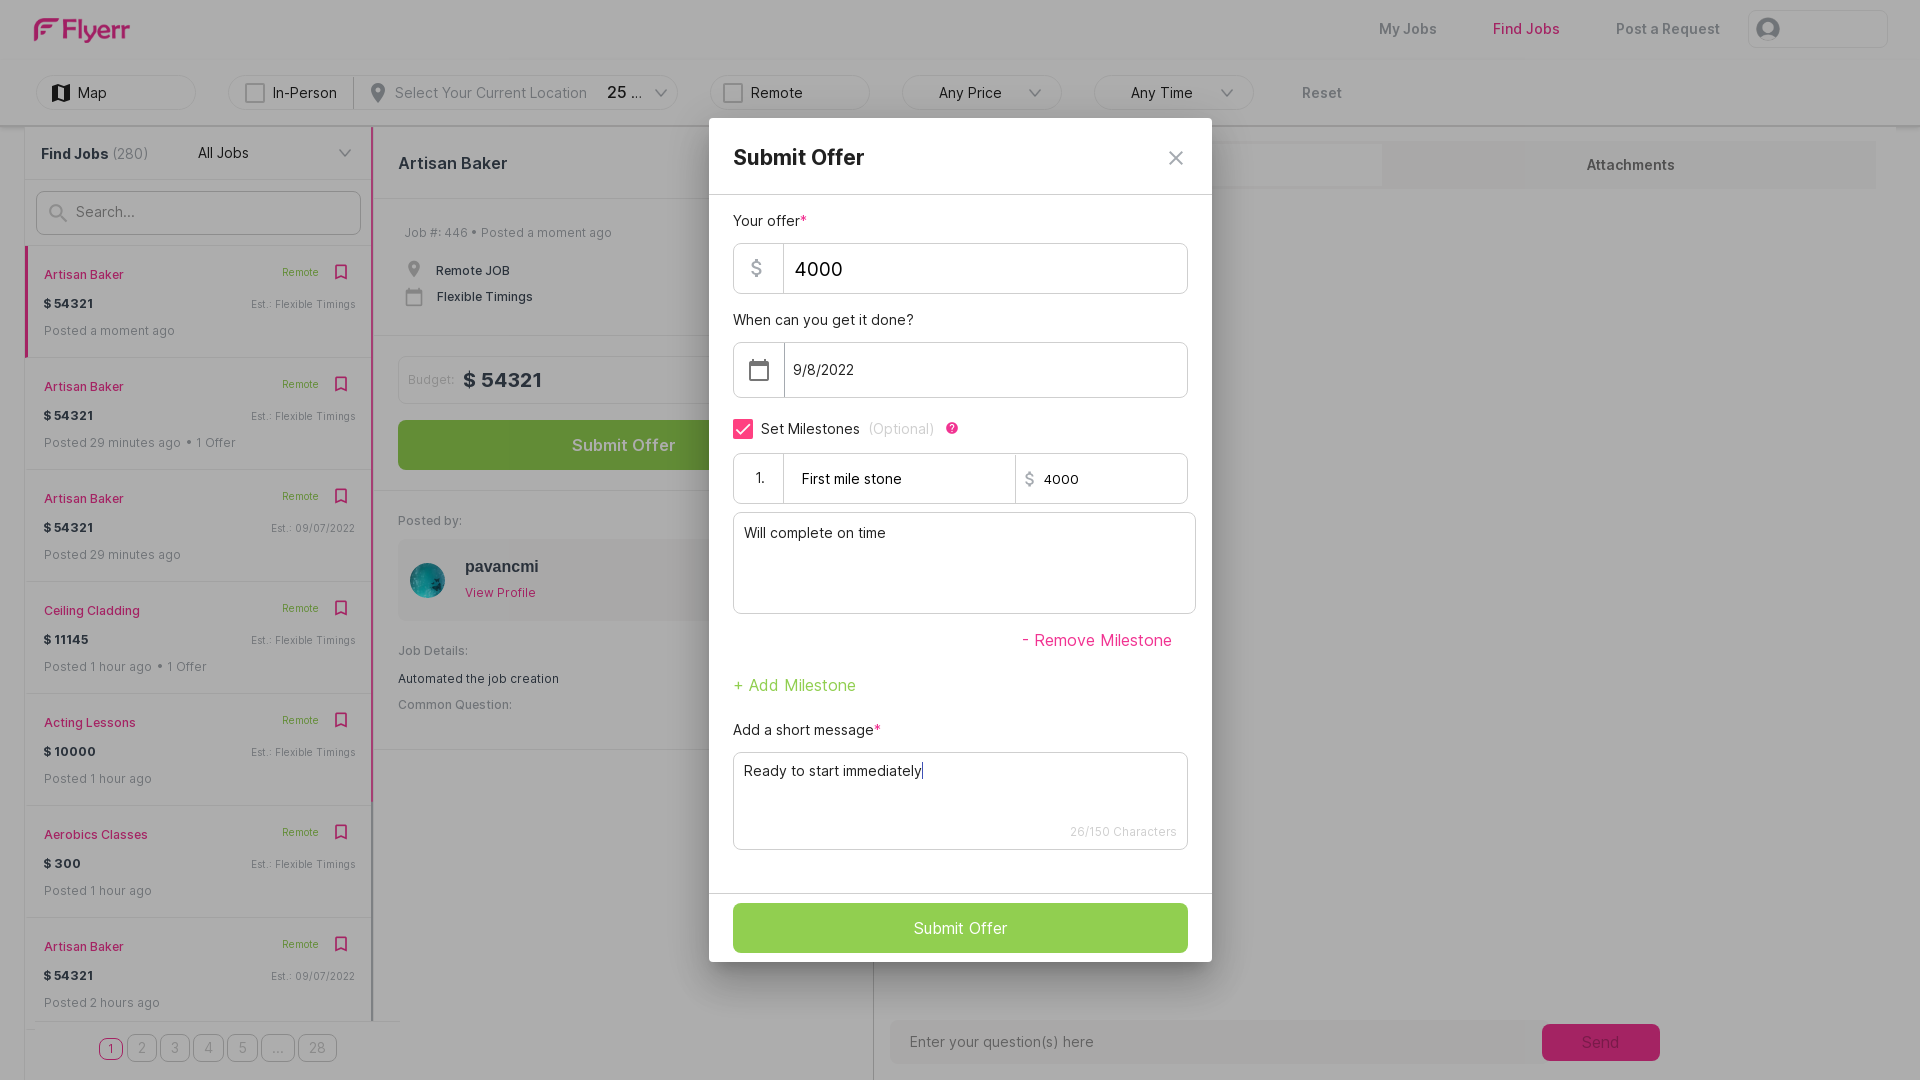 Flyerr
My Jobs
Find Jobs
Post a Request
Map
In-Person
Select Your Current Location
25 ...
Remote
Any Price
Any Time
Reset
Find Jobs (280)
All Jobs
Search...
Artisan Baker
Remote
$ 54321
Est.: Flexible Timings
Posted a moment ago
Artisan Baker
Remote
$ 54321
Est.: Flexible Timings
Posted 29 minutes ago • 1 Offer
Artisan Baker
Remote
$ 54321
Est.: 09/07/2022
Posted 29 minutes ago
Ceiling Cladding
Remote
$ 11145
Est.: Flexible Timings
Posted 1 hour ago • 1 Offer
Acting Lessons
Remote
$ 10000
Est.: Flexible Timings
Posted 1 hour ago
Aerobics Classes
Remote
$ 300
Est.: Flexible Timings
Posted 1 hour ago
Artisan Baker
Remote
$ 54321
Est.: 09/07/2022
Posted 2 hours ago
1 2 3 4 5 ... 28
Artisan Baker
Job #: 446 • Posted a moment ago
Remote JOB
Flexible Timings
Budget: $ 54321
Submit Offer
Posted by:
pavancmi
View Profile
Job Details:
Automated the job creation
Common Question:
Submit Offer
Your offer*
$ 4000
When can you get it done?
9/8/2022
Set Milestones (Optional) ?
1. First mile stone $ 4000
Will complete on time
- Remove Milestone
+ Add Milestone
Add a short message*
Ready to start immediately
26/150 Characters
Submit Offer
Attachments
Enter your question(s) here
Send